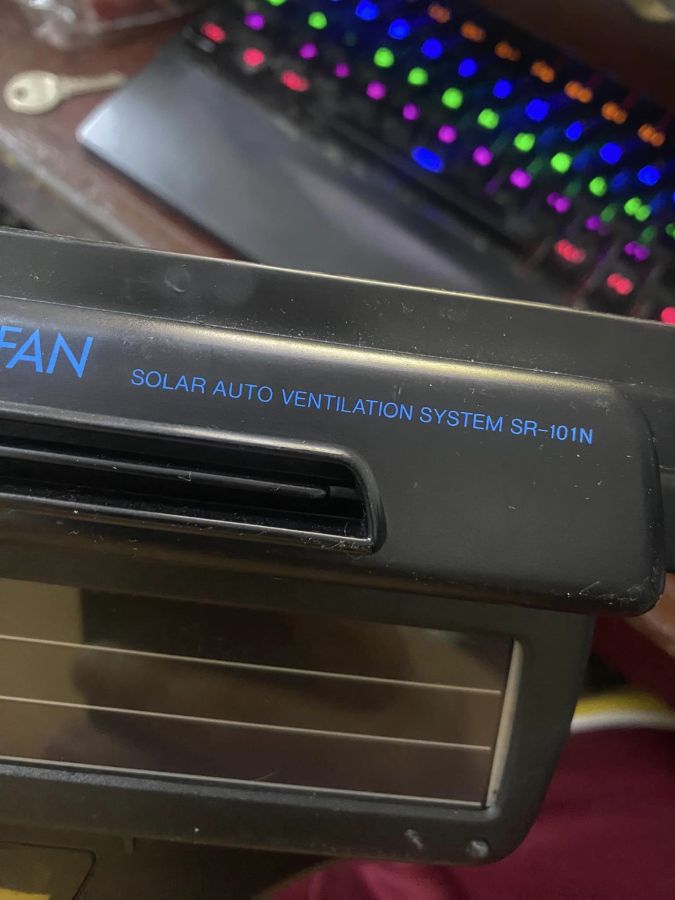 FAN
SOLAR AUTO VENTILATION SYSTEM SR-101N